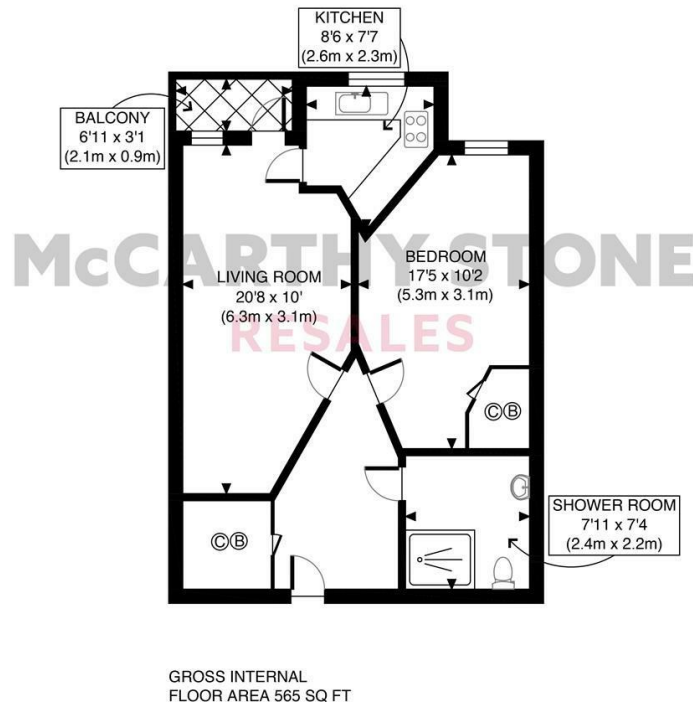 KITCHEN
8'6 x 7'7
(2.6m x 2.3m)
BALCONY
6'11 x 3'1
(2.1m x 0.9m)
McCARTHY STONE
RESALES
LIVING ROOM
20'8 x 10'
(6.3m x 3.1m)
BEDROOM
17'5 x 10'2
(5.3m x 3.1m)
CB
CB
SHOWER ROOM
7'11 x 7'4
(2.4m x 2.2m)
GROSS INTERNAL
FLOOR AREA 565 SQ FT